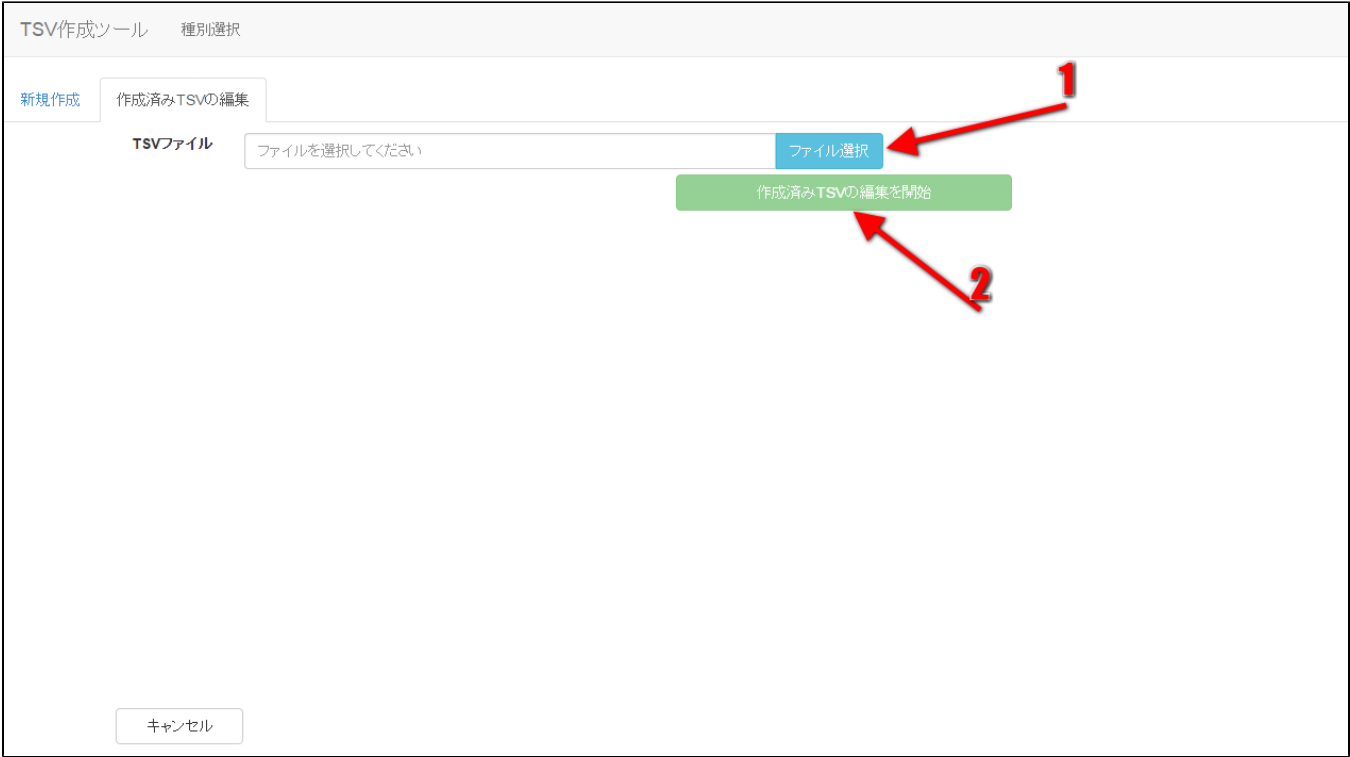 TSV作成ツール 種別選択
新規作成 作成済みTSVの編集
1
TSVファイル ファイルを選択してください ファイル選択
作成済みTSVの編集を開始
2
キャンセル